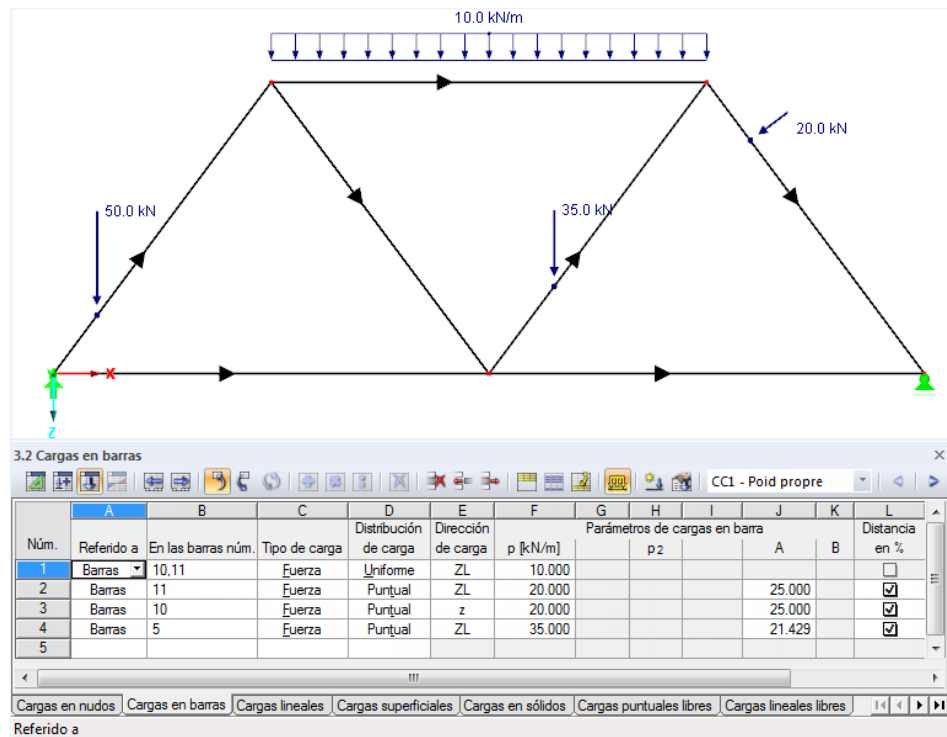 10.0 kN/m
20.0 kN
50.0 kN
35.0 kN
X
Z
3.2 Cargas en barras
CC1 - Poid propre
A B C D E F G H I J K L
Distribución Dirección Parámetros de cargas en barra Distancia
Núm. Referido a En las barras núm. Tipo de carga de carga de carga p [kN/m] p 2 A B en %
1 Barras 10,11 Fuerza Uniforme ZL 10.000
2 Barras 11 Fuerza Puntual ZL 20.000 25.000
3 Barras 10 Fuerza Puntual z 20.000 25.000
4 Barras 5 Fuerza Puntual ZL 35.000 21.429
5
Cargas en nudos Cargas en barras Cargas lineales Cargas superficiales Cargas en sólidos Cargas puntuales libres Cargas lineales libres
Referido a